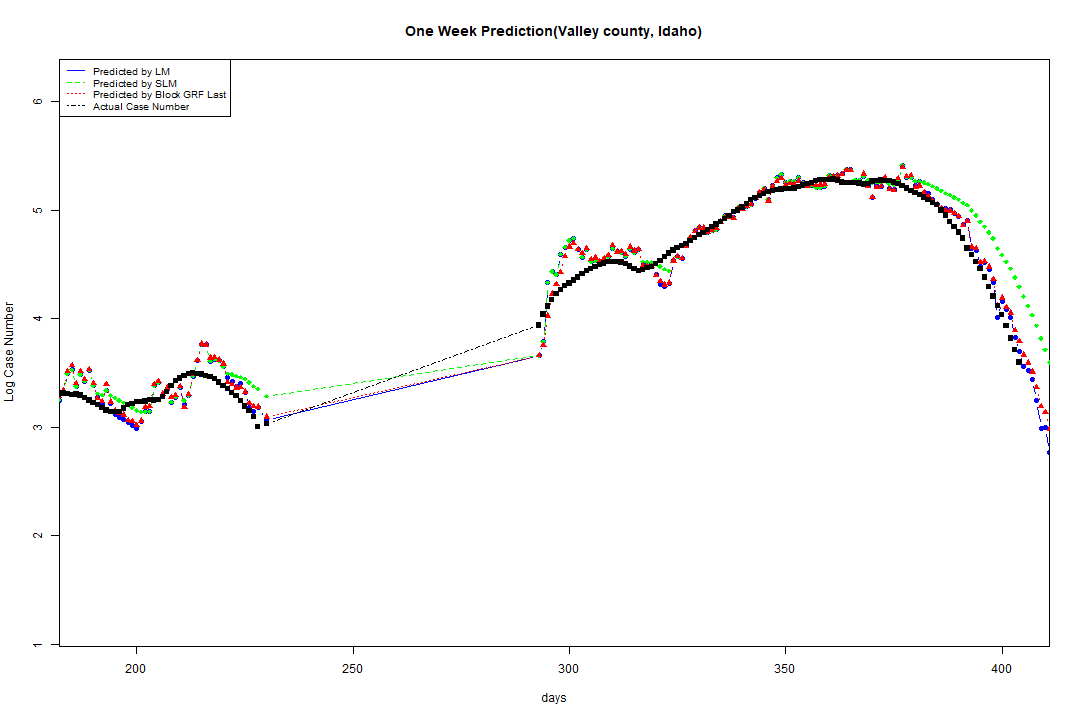 One Week Prediction(Valley county, Idaho)
Predicted by LM
Predicted by SLM
Predicted by Block GRF Last
Actual Case Number
Log Case Number
6
5
4
3
2
1
200 250 300 350 400
days